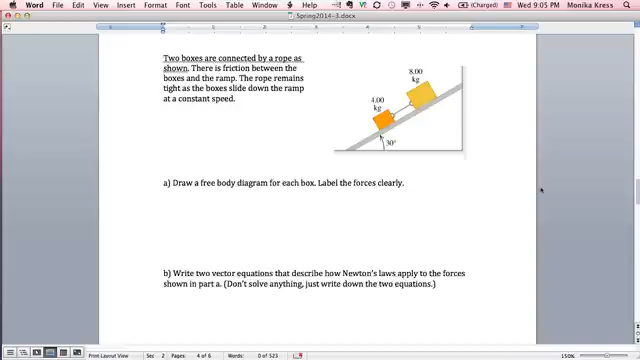 Word File Edit View Insert Format Font Tools Table Window Help (Charged) Wed 9:05 PM Monika Kress
Spring2014-3.docx
Two boxes are connected by a rope as
shown. There is friction between the
boxes and the ramp. The rope remains
tight as the boxes slide down the ramp
at a constant speed.
8.00
kg
4.00
kg
30°
a) Draw a free body diagram for each box. Label the forces clearly.
b) Write two vector equations that describe how Newton's laws apply to the forces
shown in part a. (Don't solve anything, just write down the two equations.)
Print Layout View Sec 2 Pages: 4 of 6 Words: 0 of 523 150%